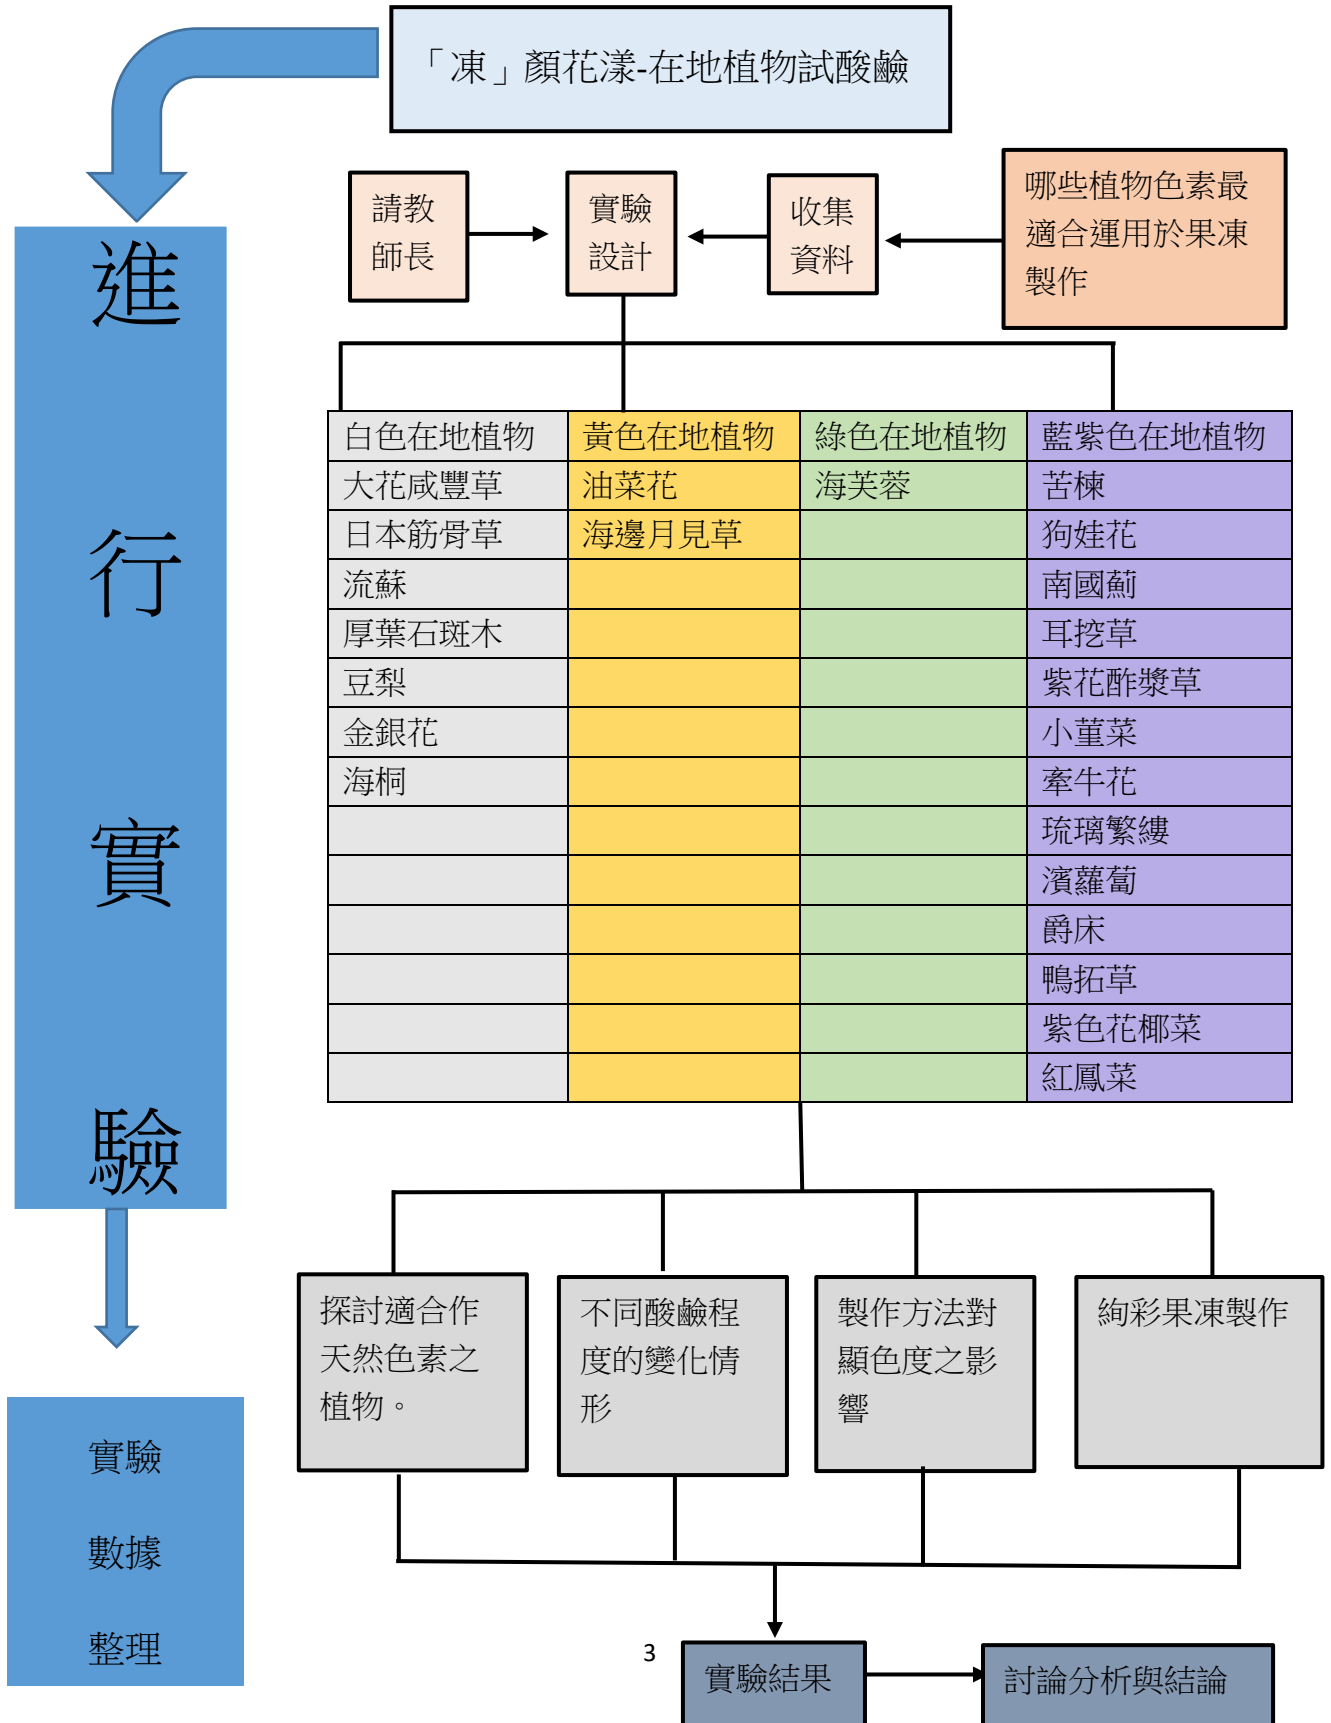 「凍」顏花漾-在地植物試酸鹼
請教
師長
實驗
設計
收集
資料
哪些植物色素最
適合運用於果凍
製作
進
行
實
驗
白色在地植物
黃色在地植物
綠色在地植物
藍紫色在地植物
大花咸豐草
油菜花
海芙蓉
苦楝
日本筋骨草
海邊月見草
狗娃花
流蘇
南國薊
厚葉石斑木
耳挖草
豆梨
紫花酢漿草
金銀花
小菫菜
海桐
牽牛花
琉璃繁縷
濱蘿蔔
爵床
鴨拓草
紫色花椰菜
紅鳳菜
探討適合作
天然色素之
植物。
不同酸鹼程
度的變化情
形
製作方法對
顯色度之影
響
絢彩果凍製作
實驗
數據
整理
3
實驗結果
討論分析與結論